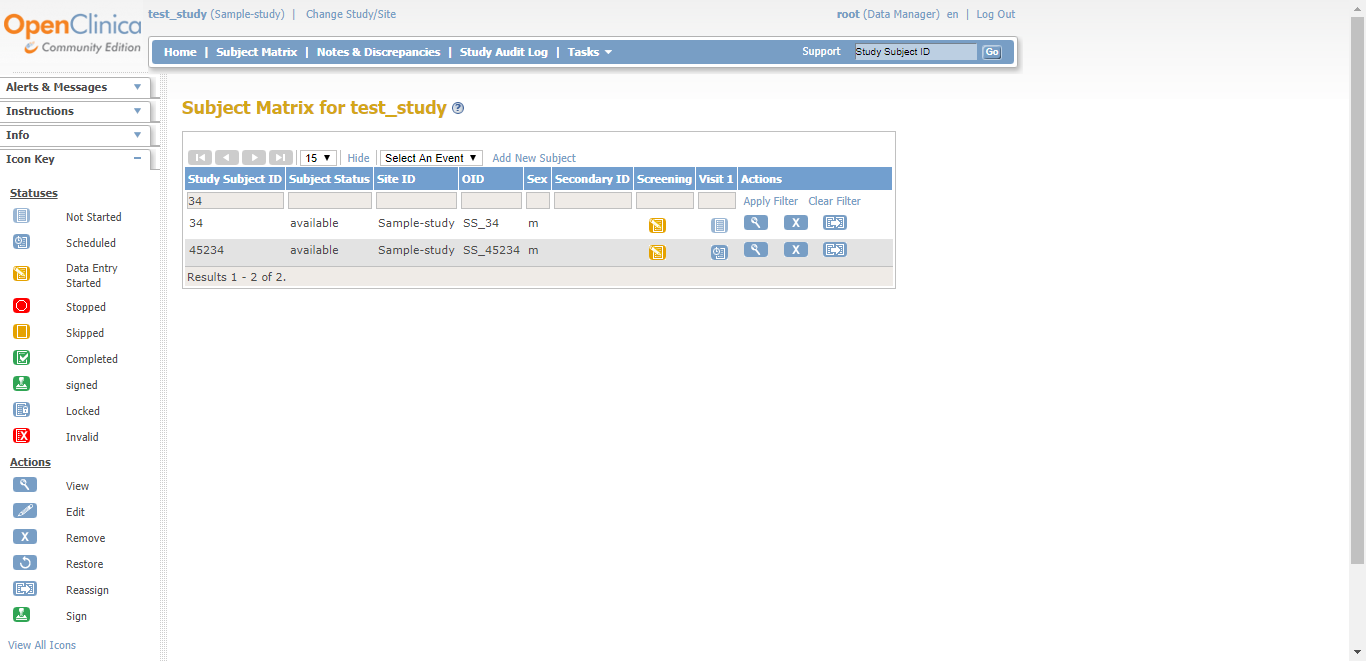 OpenClinica
Community Edition
test_study (Sample-study) | Change Study/Site
root (Data Manager) en | Log Out
Home | Subject Matrix | Notes & Discrepancies | Study Audit Log | Tasks
Support Study Subject ID Go
Alerts & Messages
Instructions
Info
Icon Key
Statuses
Not Started
Scheduled
Data Entry
Started
Stopped
Skipped
Completed
signed
Locked
Invalid
Actions
View
Edit
X Remove
Restore
Reassign
Sign
View All Icons
Subject Matrix for test_study ?
15 Hide Select An Event Add New Subject
Study Subject ID Subject Status Site ID OID Sex Secondary ID Screening Visit 1 Actions
34 Apply Filter Clear Filter
34 available Sample-study SS_34 m X
45234 available Sample-study SS_45234 m X
Results 1 - 2 of 2.